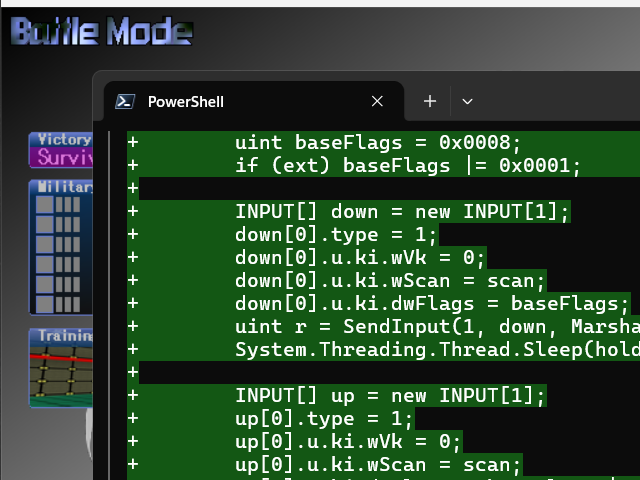 Battle Mode
PowerShell
Victory
Surviv
Military
Training
+ uint baseFlags = 0x0008;
+ if (ext) baseFlags |= 0x0001;
+
+ INPUT[] down = new INPUT[1];
+ down[0].type = 1;
+ down[0].u.ki.wVk = 0;
+ down[0].u.ki.wScan = scan;
+ down[0].u.ki.dwFlags = baseFlags;
+ uint r = SendInput(1, down, Marsha
+ System.Threading.Thread.Sleep(hold
+
+ INPUT[] up = new INPUT[1];
+ up[0].type = 1;
+ up[0].u.ki.wVk = 0;
+ up[0].u.ki.wScan = scan;